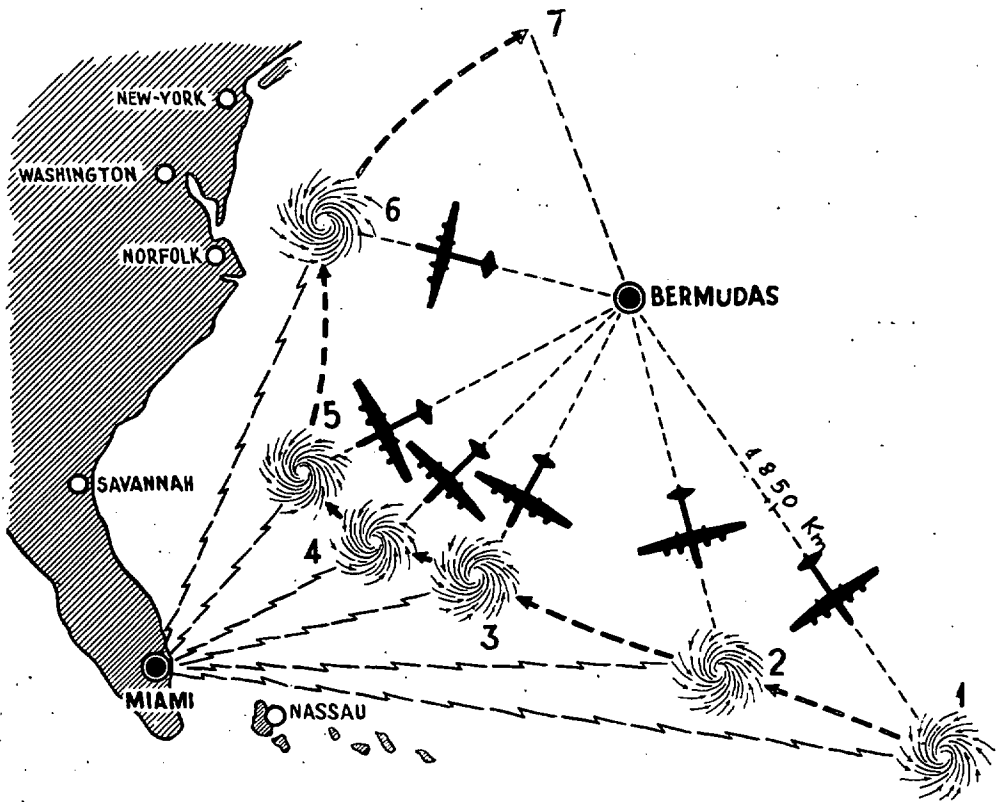 7
NEW-YORK
WASHINGTON
6
NORFOLK
BERMUDAS
5
1850 Km
SAVANNAH
4
3
2
1
MIAMI
NASSAU